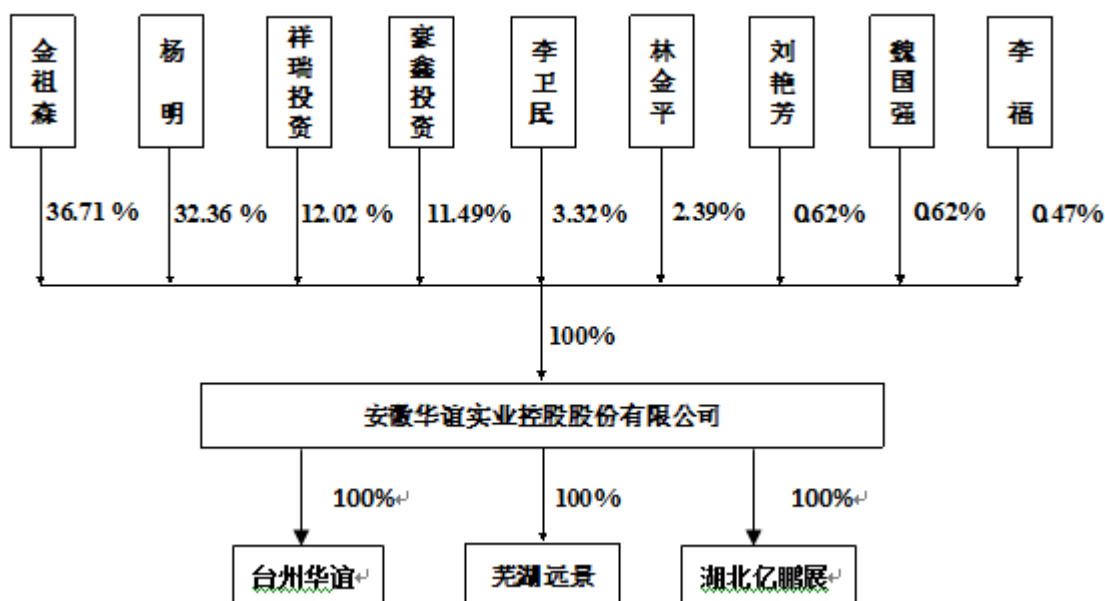 金祖森
杨明
祥瑞投资
豪鑫投资
李卫民
林金平
刘艳芳
魏国强
李福
36.71 %
32.36 %
12.02 %
11.49%
3.32%
2.39%
0.62%
0.62%
0.47%
100%
安徽华谊实业控股股份有限公司
100%↵
100%
100%↵
台州华谊↵
芜湖远景
湖北亿鹏展↵